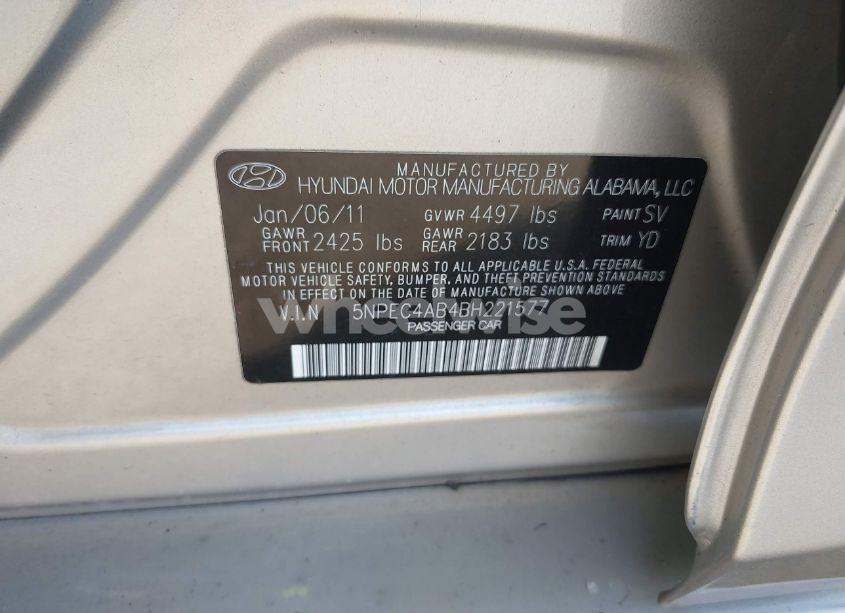 MANUFACTURED BY
HYUNDAI MOTOR MANUFACTURING ALABAMA, LLC
Jan/06/11 GVWR 4497 lbs PAINT SV
GAWR FRONT 2425 lbs GAWR REAR 2183 lbs TRIM YD
THIS VEHICLE CONFORMS TO ALL APPLICABLE U.S.A. FEDERAL
MOTOR VEHICLE SAFETY, BUMPER, AND THEFT PREVENTION STANDARDS
IN EFFECT ON THE DATE OF MANUFACTURE SHOWN ABOVE.
V.I.N 5NPEC4AB4BH221577
wheelwise
PASSENGER CAR